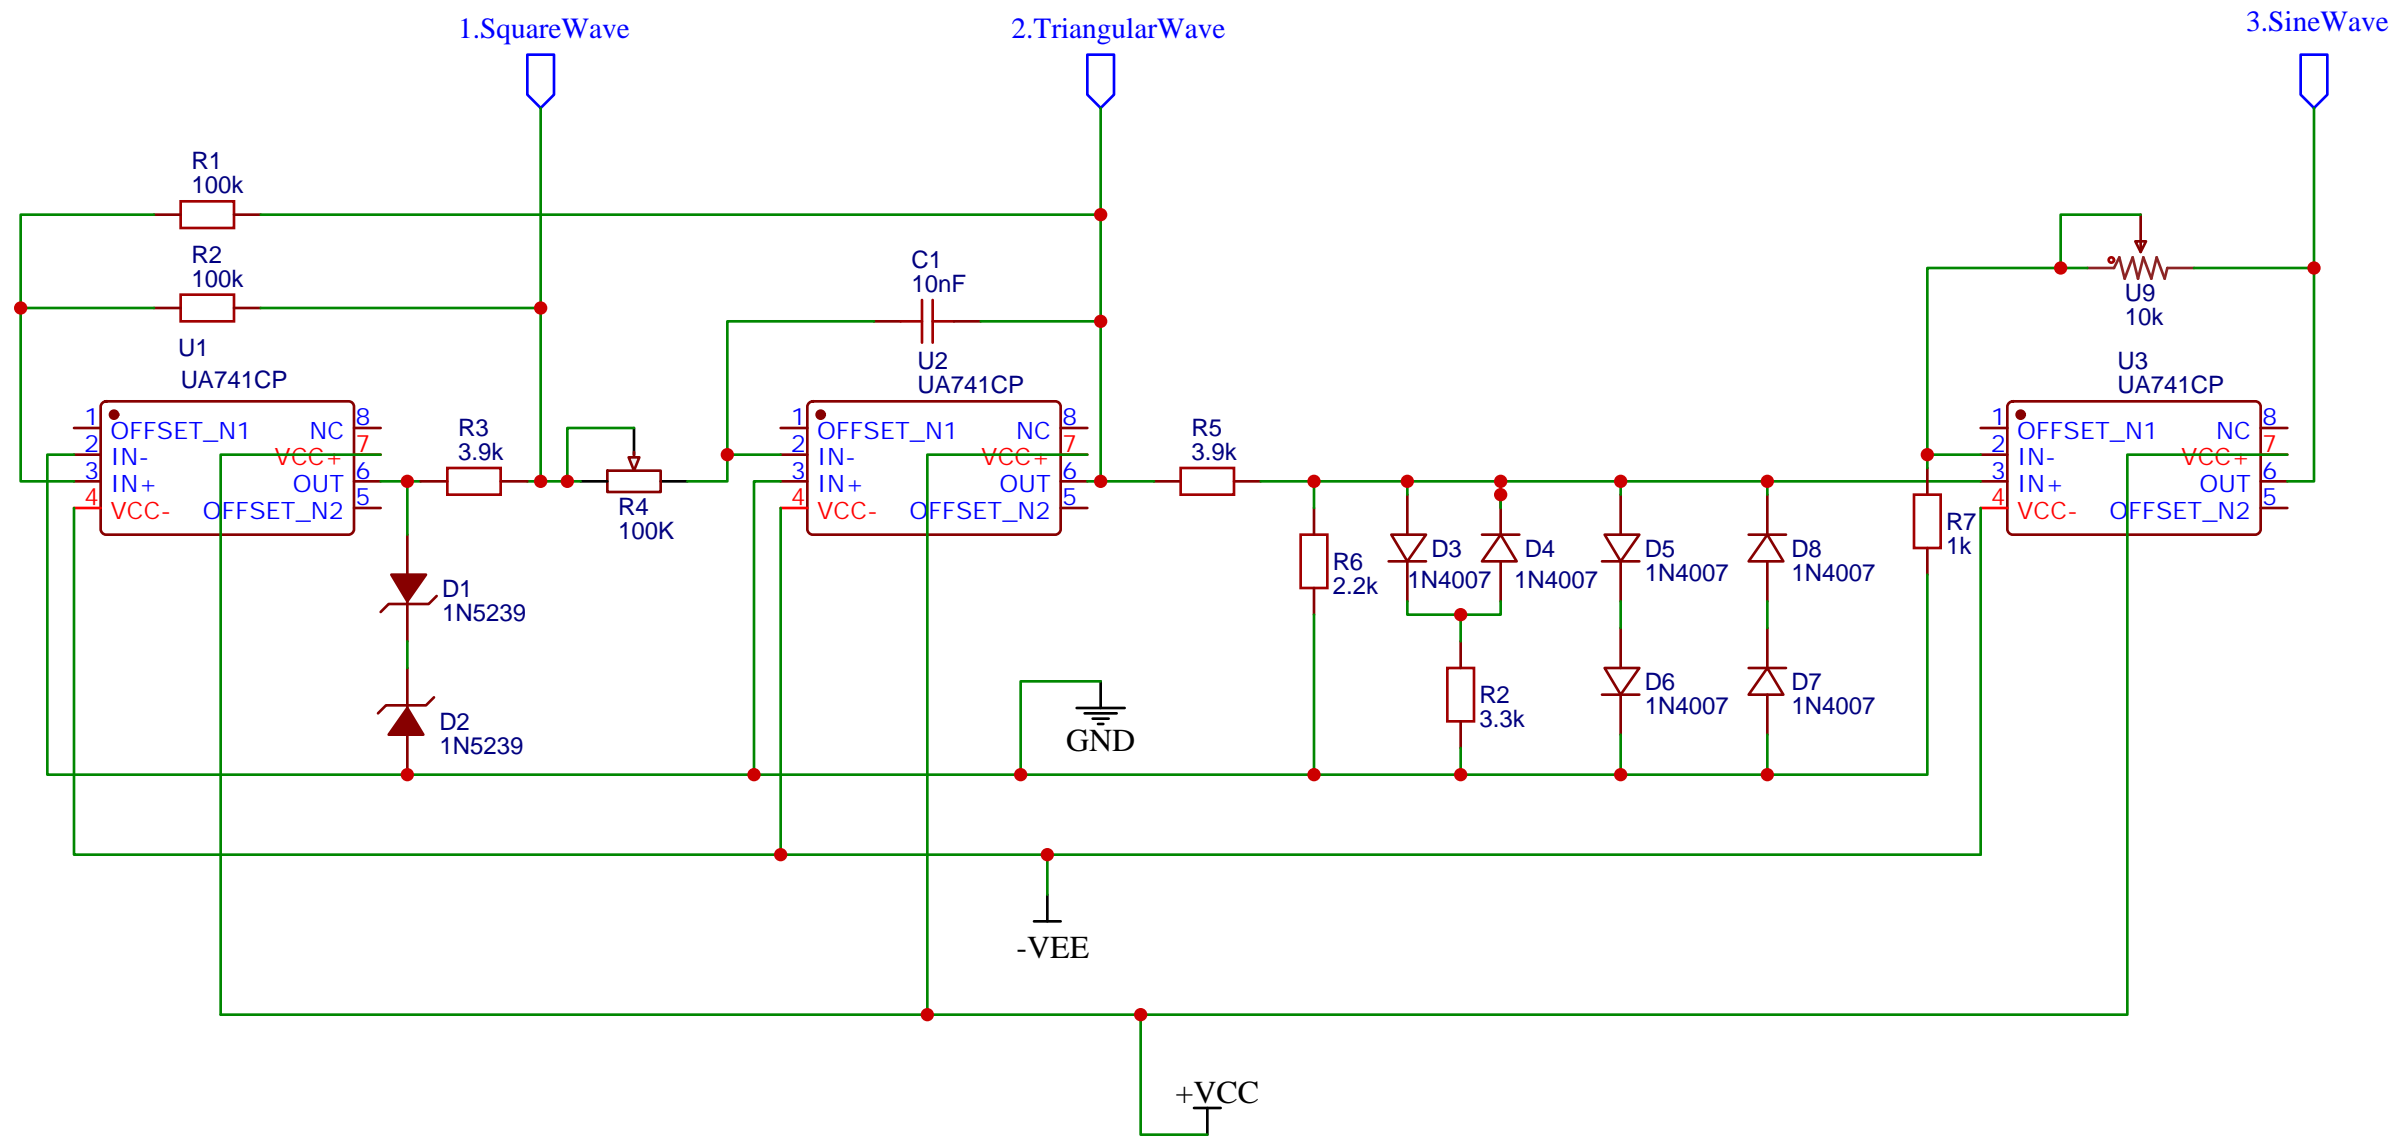 1.SquareWave
2.TriangularWave
3.SineWave
R1
100k
R2
100k
C1
10nF
U9
10k
U1
UA741CP
U2
UA741CP
U3
UA741CP
1
OFFSET_N1
2
IN-
3
IN+
4
VCC-
8
NC
7
VCC+
6
OUT
5
OFFSET_N2
R3
3.9k
R4
100K
1
OFFSET_N1
2
IN-
3
IN+
4
VCC-
8
NC
7
VCC+
6
OUT
5
OFFSET_N2
R5
3.9k
R6
2.2k
D3
1N4007
D4
1N4007
D5
1N4007
D8
1N4007
R7
1k
1
OFFSET_N1
2
IN-
3
IN+
4
VCC-
8
NC
7
VCC+
6
OUT
5
OFFSET_N2
D1
1N5239
D2
1N5239
GND
R2
3.3k
D6
1N4007
D7
1N4007
-VEE
+VCC